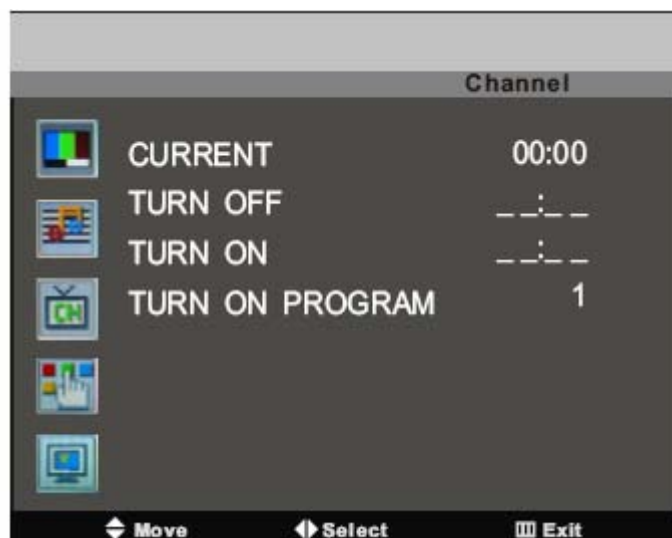 Channel
CURRENT 00:00
TURN OFF _ _:_ _
TURN ON _ _:_ _
TURN ON PROGRAM 1
CH
Move Select Exit